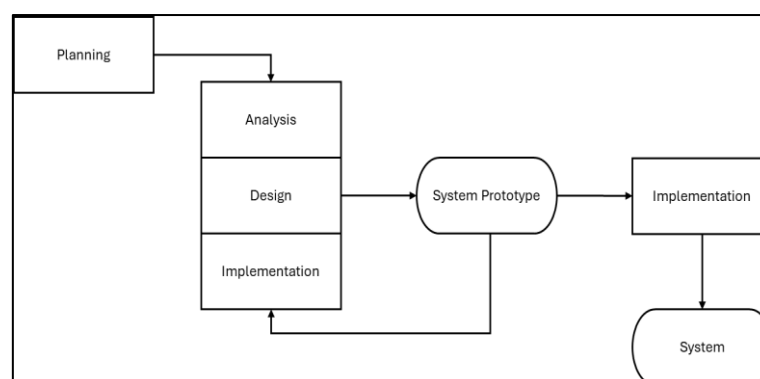 Planning
Analysis
Design
Implementation
System Prototype
Implementation
System